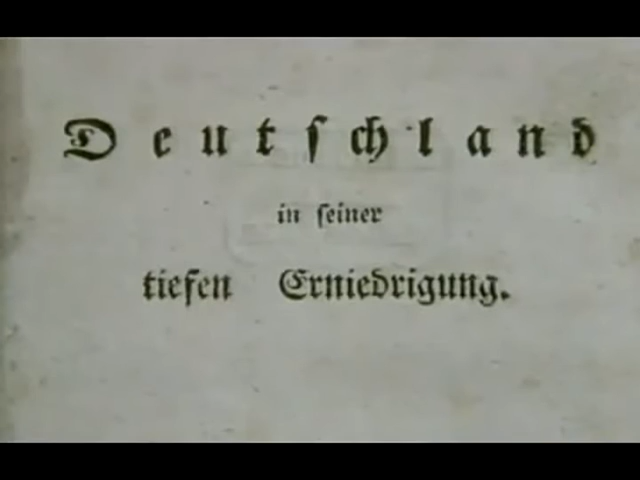 Deutschland
in seiner
tiefen Erniedrigung.